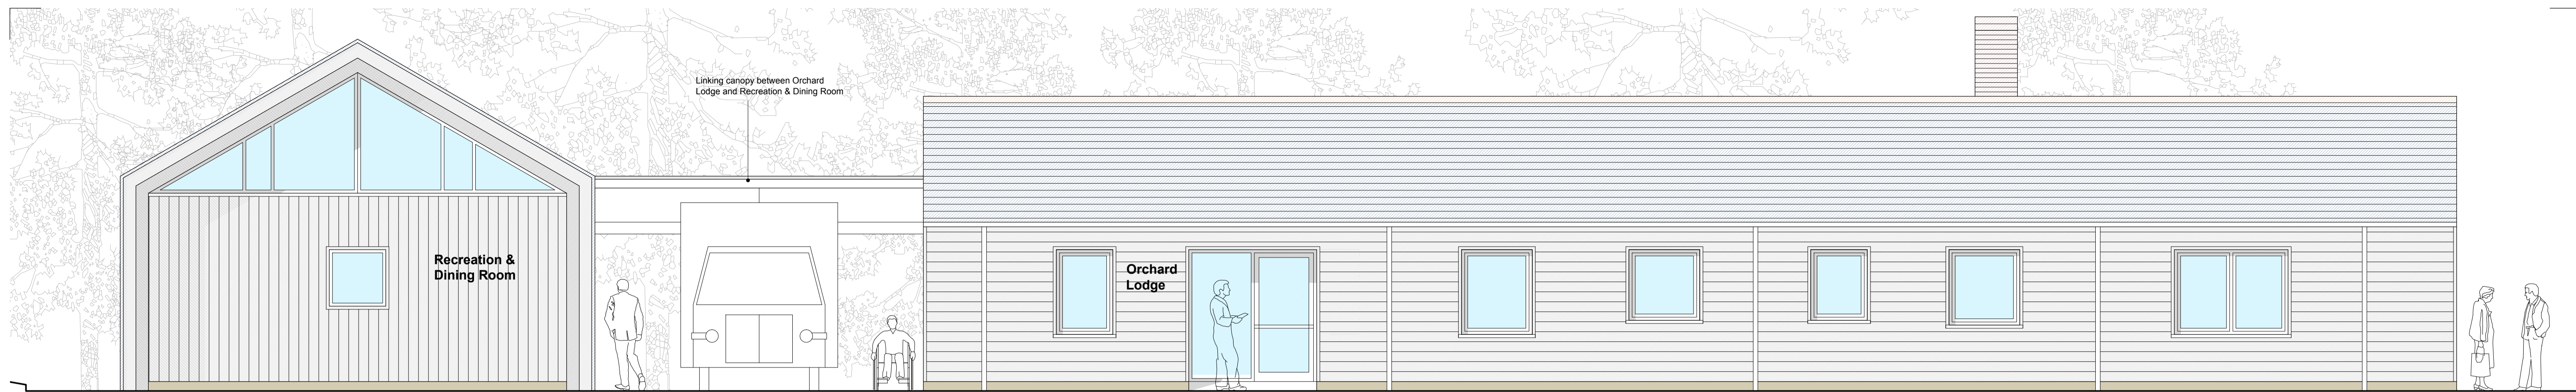 Linking canopy between Orchard
Lodge and Recreation & Dining Room
Recreation &
Dining Room
Orchard
Lodge